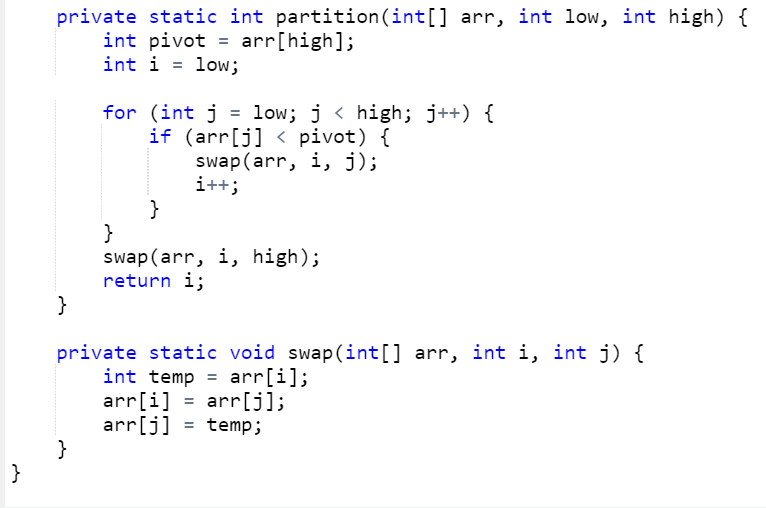 private static int partition(int[] arr, int low, int high) {
int pivot = arr[high];
int i = low;
for (int j = low; j < high; j++) {
if (arr[j] < pivot) {
swap(arr, i, j);
i++;
}
}
swap(arr, i, high);
return i;
}
private static void swap(int[] arr, int i, int j) {
int temp = arr[i];
arr[i] = arr[j];
arr[j] = temp;
}
}